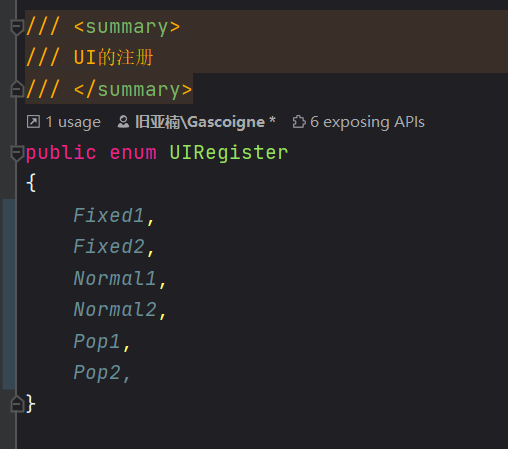 /// <summary>
/// UI的注册
/// </summary>
1 usage 旧亚楠\Gascoigne * 6 exposing APIs
public enum UIRegister
{
Fixed1,
Fixed2,
Normal1,
Normal2,
Pop1,
Pop2,
}